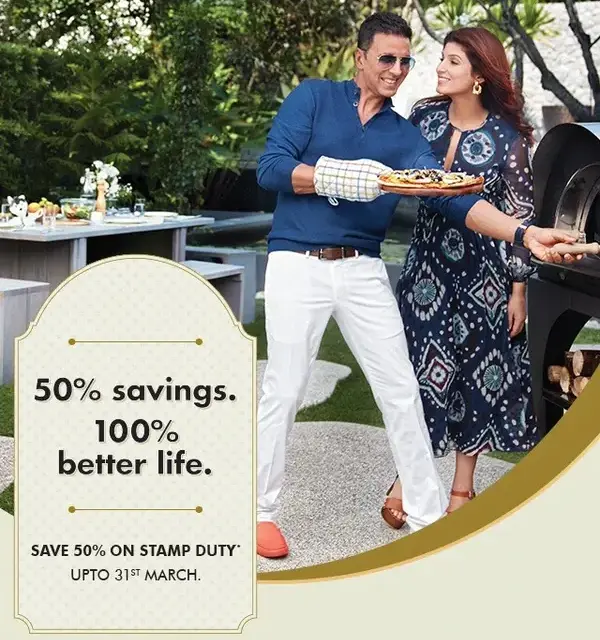 50% savings.
100%
better life.
SAVE 50% ON STAMP DUTY*
UPTO 31ST MARCH.